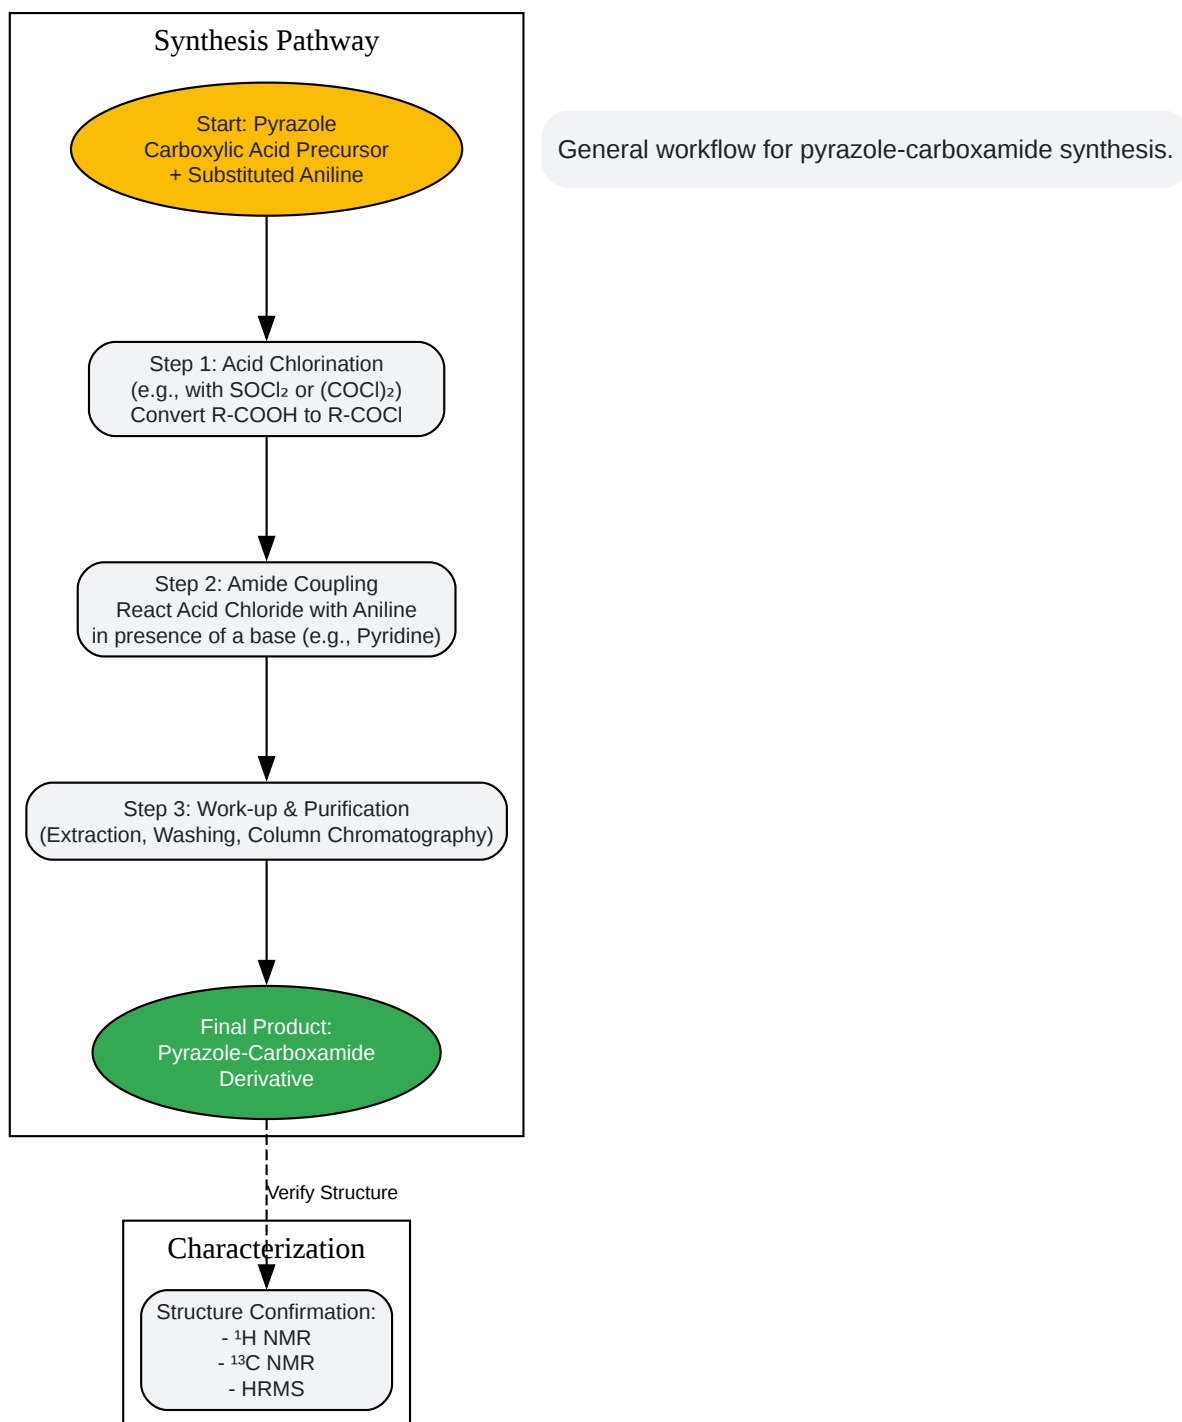 Synthesis Pathway
Start: Pyrazole
Carboxylic Acid Precursor
+ Substituted Aniline
General workflow for pyrazole-carboxamide synthesis.
Step 1: Acid Chlorination
(e.g., with SOCl₂ or (COCl)₂)
Convert R-COOH to R-COCl
Step 2: Amide Coupling
React Acid Chloride with Aniline
in presence of a base (e.g., Pyridine)
Step 3: Work-up & Purification
(Extraction, Washing, Column Chromatography)
Final Product:
Pyrazole-Carboxamide
Derivative
Verify Structure
Characterization
Structure Confirmation:
- ¹H NMR
- ¹³C NMR
- HRMS